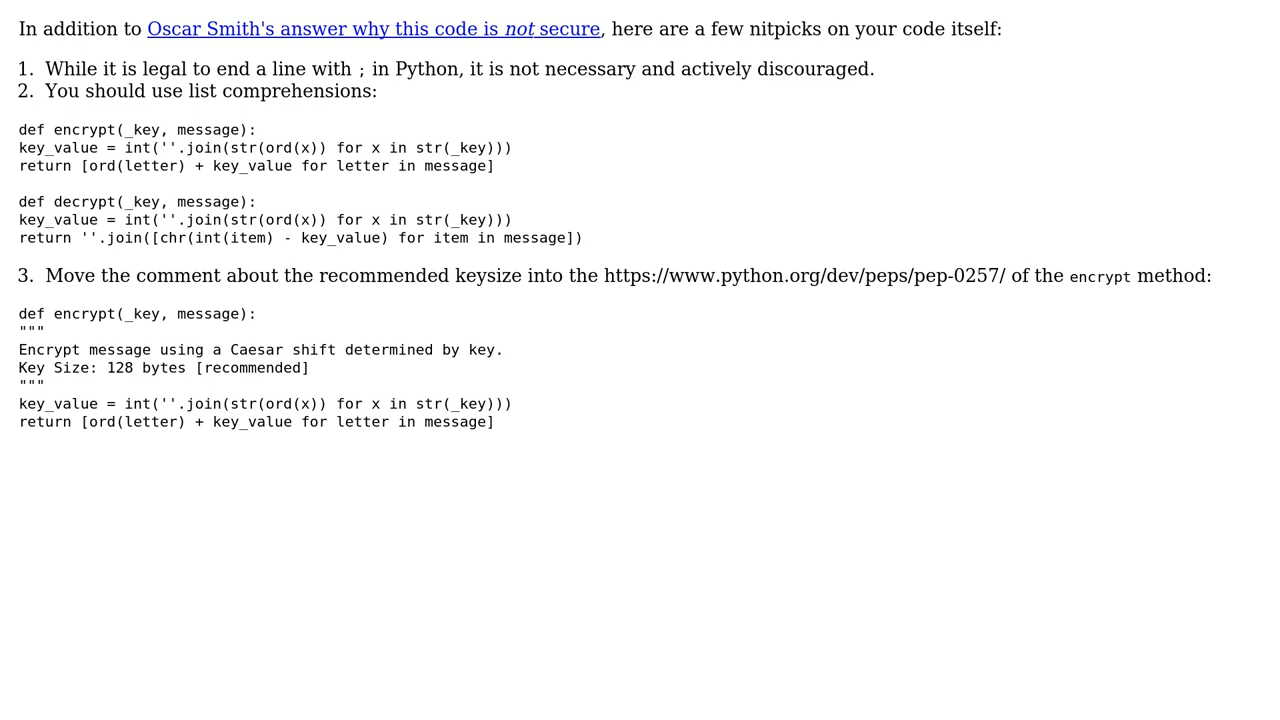 In addition to Oscar Smith's answer why this code is not secure, here are a few nitpicks on your code itself:
1. While it is legal to end a line with ; in Python, it is not necessary and actively discouraged.
2. You should use list comprehensions:
def encrypt(_key, message):
key_value = int(''.join(str(ord(x)) for x in str(_key)))
return [ord(letter) + key_value for letter in message]
def decrypt(_key, message):
key_value = int(''.join(str(ord(x)) for x in str(_key)))
return ''.join([chr(int(item) - key_value) for item in message])
3. Move the comment about the recommended keysize into the https://www.python.org/dev/peps/pep-0257/ of the encrypt method:
def encrypt(_key, message):
"""
Encrypt message using a Caesar shift determined by key.
Key Size: 128 bytes [recommended]
"""
key_value = int(''.join(str(ord(x)) for x in str(_key)))
return [ord(letter) + key_value for letter in message]